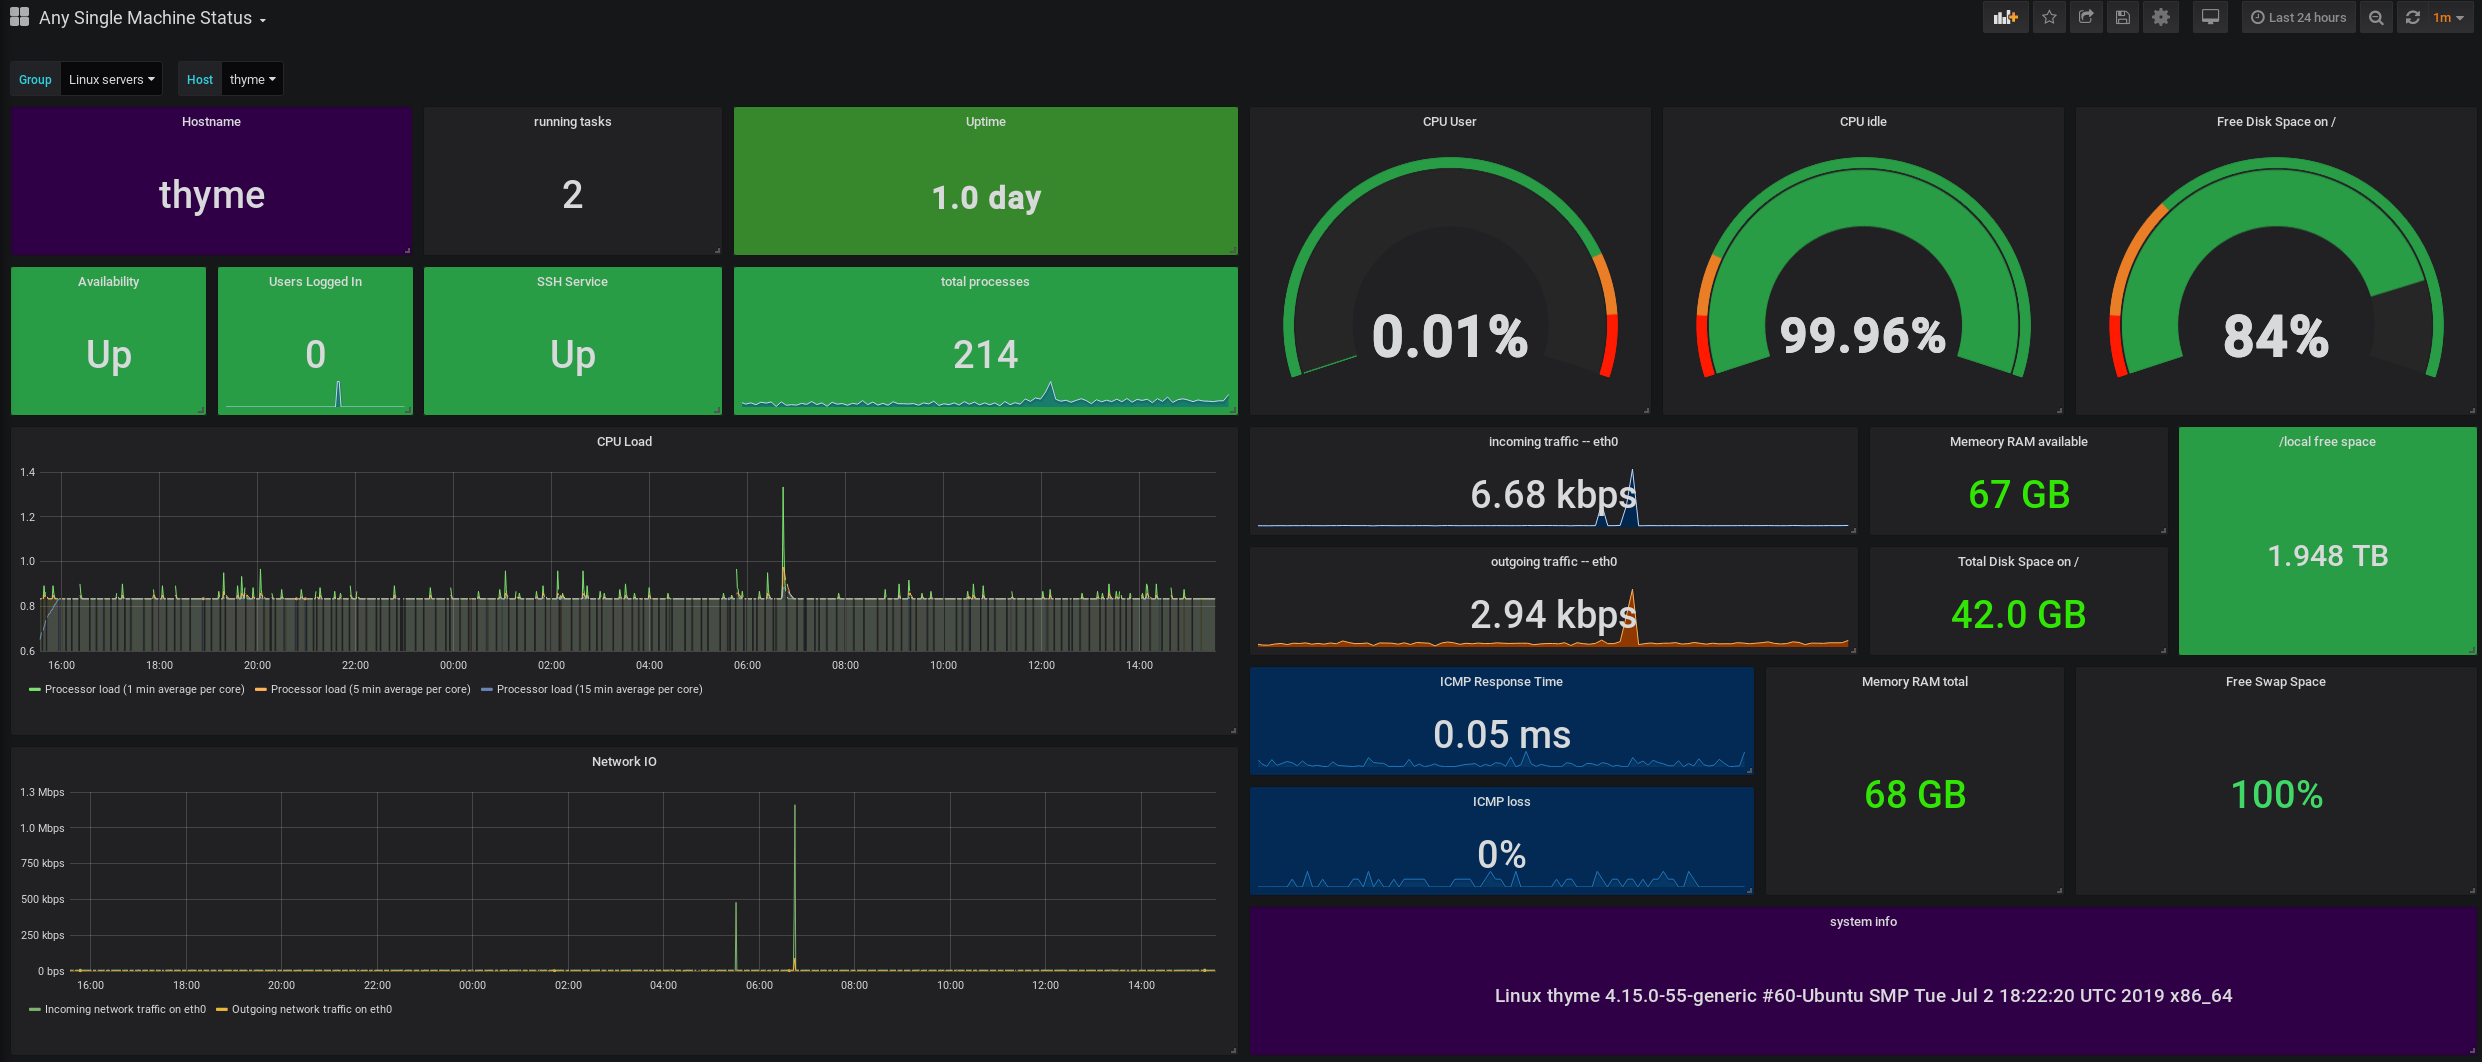 Any Single Machine Status
Last 24 hours
1m
Group
Linux servers
Host
thyme
Hostname
thyme
running tasks
2
Uptime
1.0 day
CPU User
0.01%
CPU idle
99.96%
Free Disk Space on /
84%
Availability
Up
Users Logged In
0
SSH Service
Up
total processes
214
CPU Load
1.4
1.2
1.0
0.8
0.6
16:00 18:00 20:00 22:00 00:00 02:00 04:00 06:00 08:00 10:00 12:00 14:00
Processor load (1 min average per core) Processor load (5 min average per core) Processor load (15 min average per core)
incoming traffic -- eth0
6.68 kbps
Memeory RAM available
67 GB
/local free space
1.948 TB
outgoing traffic -- eth0
2.94 kbps
Total Disk Space on /
42.0 GB
ICMP Response Time
0.05 ms
Memory RAM total
68 GB
Free Swap Space
100%
ICMP loss
0%
Network IO
1.3 Mbps
1.0 Mbps
750 kbps
500 kbps
250 kbps
0 bps
16:00 18:00 20:00 22:00 00:00 02:00 04:00 06:00 08:00 10:00 12:00 14:00
Incoming network traffic on eth0 Outgoing network traffic on eth0
system info
Linux thyme 4.15.0-55-generic #60-Ubuntu SMP Tue Jul 2 18:22:20 UTC 2019 x86_64